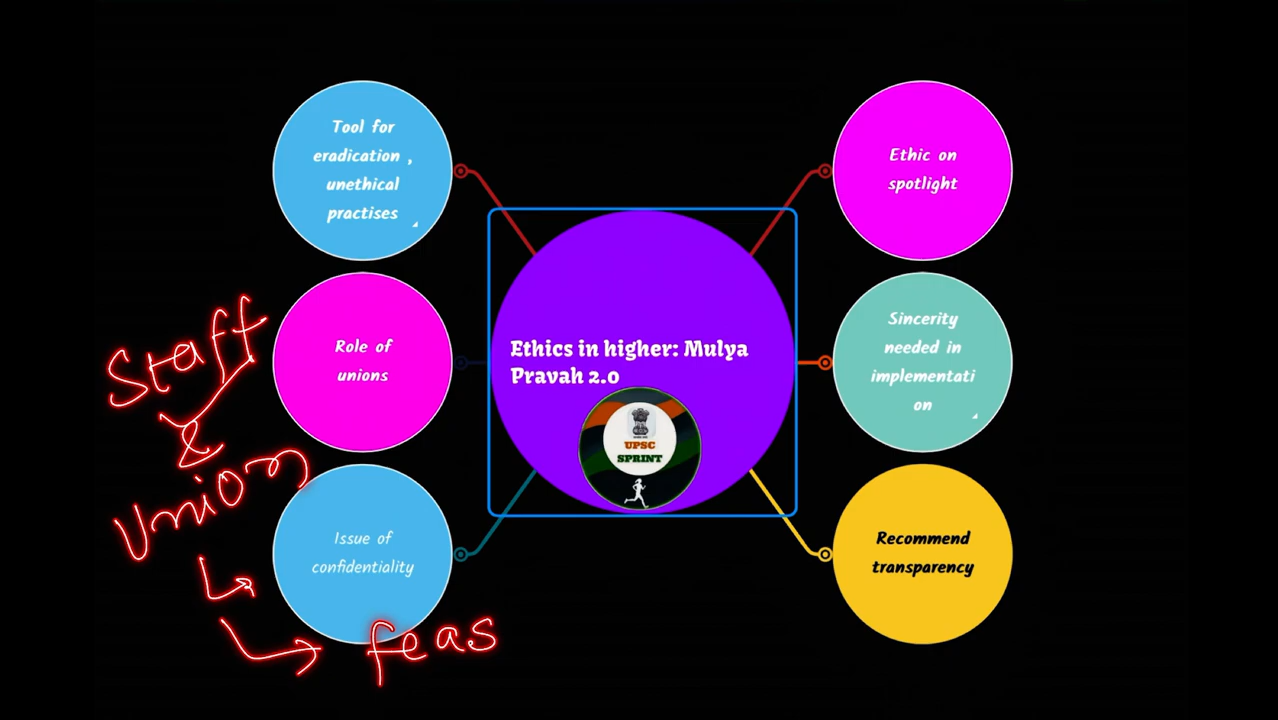 Tool for
eradication ,
unethical
practises
Ethic on
spotlight
Role of
unions
Ethics in higher: Mulya
Pravah 2.0
UPSC
SPRINT
Sincerity
needed in
implementati
on
Issue of
confidentiality
Recommend
transparency
Staff
&
Union
feas